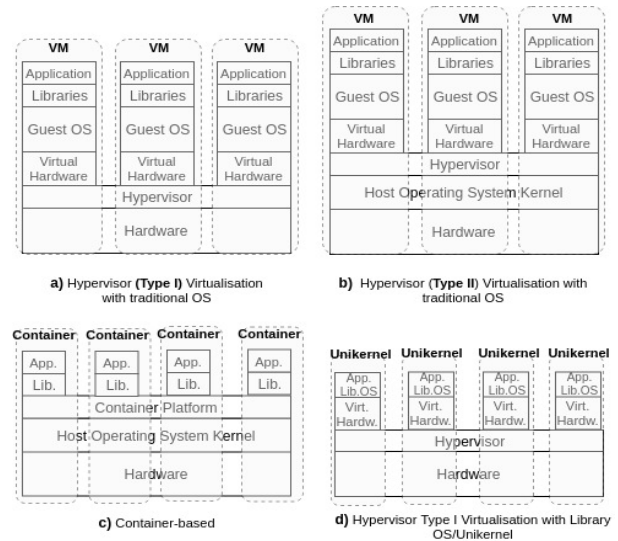 VM VM VM
Application Application Application
Libraries Libraries Libraries
Guest OS Guest OS Guest OS
Virtual Hardware Virtual Hardware Virtual Hardware
Hypervisor
Hardware
a) Hypervisor (Type I) Virtualisation
with traditional OS
VM VM VM
Application Application Application
Libraries Libraries Libraries
Guest OS Guest OS Guest OS
Virtual Hardware Virtual Hardware Virtual Hardware
Hypervisor
Host Operating System Kernel
Hardware
b) Hypervisor (Type II) Virtualisation with
traditional OS
Container Container Container Container
App. App. App. App.
Lib. Lib. Lib. Lib.
Container Platform
Host Operating System Kernel
Hardware
c) Container-based
Unikernel Unikernel Unikernel Unikernel
App. App. App. App.
Lib.OS Lib.OS Lib.OS Lib.OS
Virt. Virt. Virt. Virt.
Hardw. Hardw. Hardw. Hardw.
Hypervisor
Hardware
d) Hypervisor Type I Virtualisation with Library
OS/Unikernel